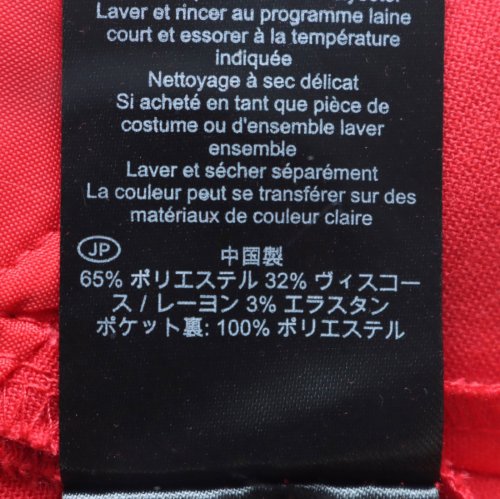 Laver et rincer au programme laine
court et essorer à la température
indiquée
Nettoyage à sec délicat
Si acheté en tant que pièce de
costume ou d'ensemble laver
ensemble
Laver et sécher séparément
La couleur peut se transférer sur des
matériaux de couleur claire
JP
中国製
65% ポリエステル 32% ヴィスコー
ス / レーヨン 3% エラスタン
ポケット裏: 100% ポリエステル